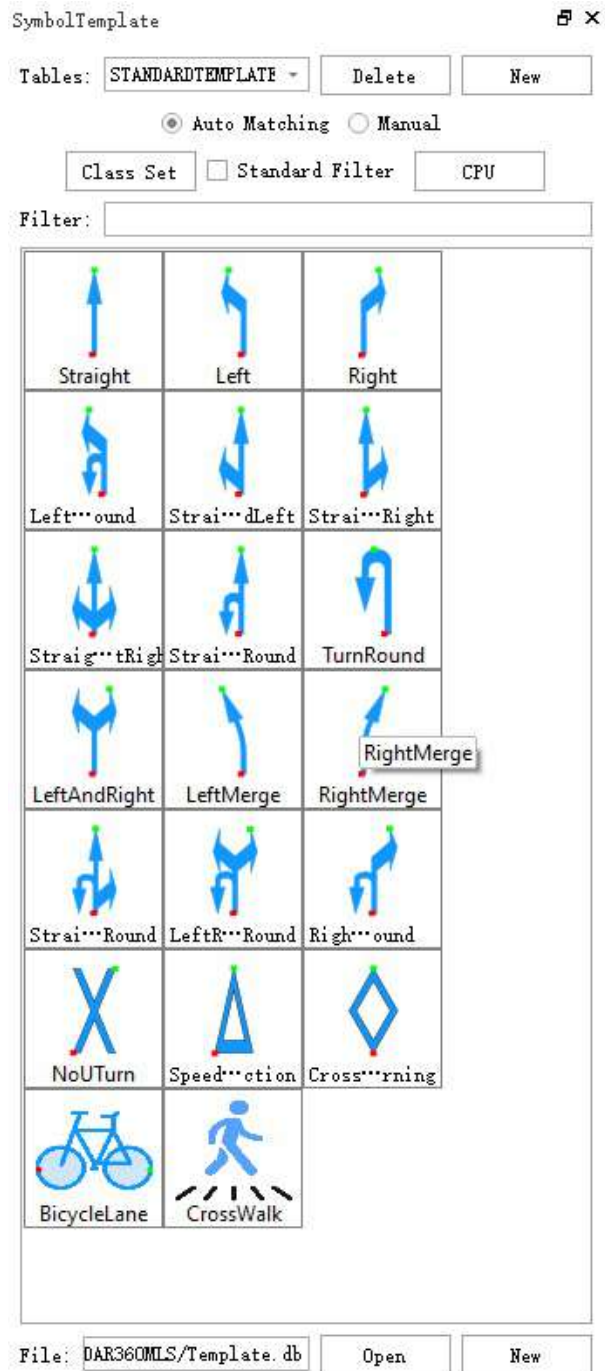 SymbolTemplate
Tables: STANDARDTEMPLATE Delete New
Auto Matching Manual
Class Set Standard Filter CPU
Filter:
Straight Left Right
Left···ound Strai···dLeft Strai···Right
Straig···tRigh Strai···Round TurnRound
RightMerge
LeftAndRight LeftMerge RightMerge
Strai···Round LeftR···Round Righ···ound
NoUTurn Speed···ction Cross···rning
BicycleLane CrossWalk
File: DAR360MLS/Template.db Open New